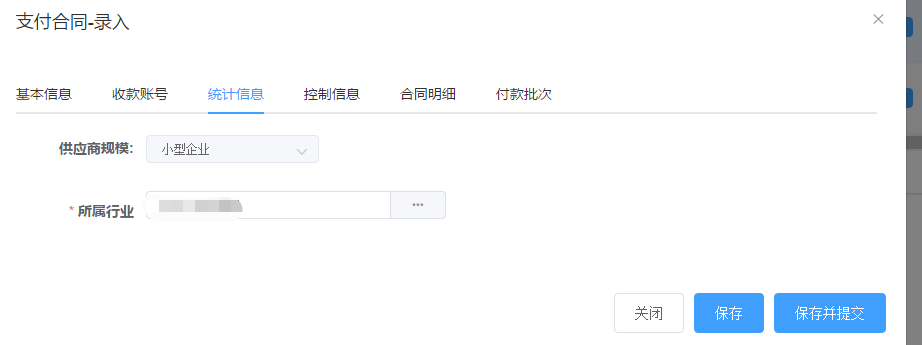 支付合同-录入
基本信息 收款账号 统计信息 控制信息 合同明细 付款批次
供应商规模: 小型企业
* 所属行业
关闭 保存 保存并提交